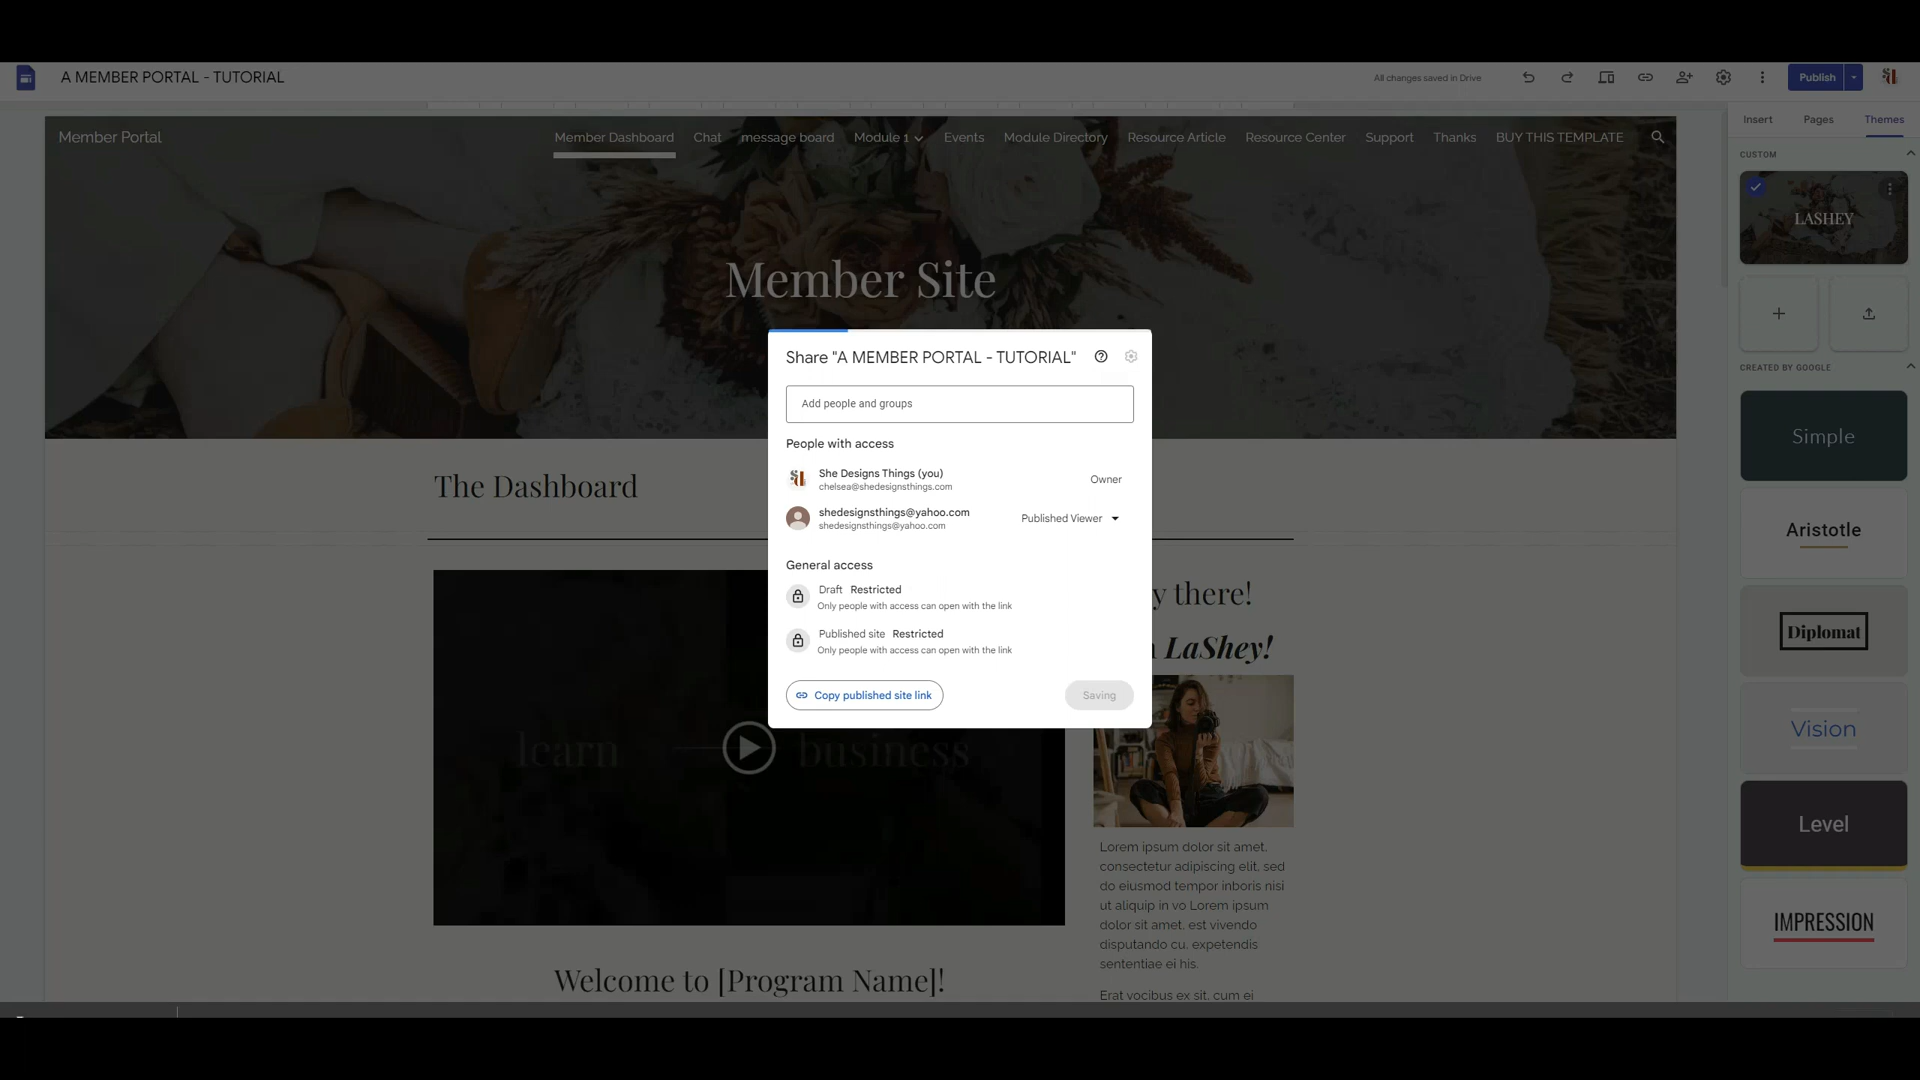 A MEMBER PORTAL - TUTORIAL
All changes saved in Drive
Publish
Member Portal
Member Dashboard
Chat
message board
Module 1
Events
Module Directory
Resource Article
Resource Center
Support
Thanks
BUY THIS TEMPLATE
Insert
Pages
Themes
CUSTOM
LASHEY
Member Site
Share "A MEMBER PORTAL - TUTORIAL"
Add people and groups
People with access
She Designs Things (you)
chelsea@shedesignsthings.com
Owner
shedesignsthings@yahoo.com
shedesignsthings@yahoo.com
Published Viewer
General access
Draft Restricted
Only people with access can open with the link
Published site Restricted
Only people with access can open with the link
Copy published site link
Saving
The Dashboard
learn
business
y there!
LaShey!
Lorem ipsum dolor sit amet,
consectetur adipiscing elit, sed
do eiusmod tempor inboris nisi
ut aliquip in vo Lorem ipsum
dolor sit amet, est vivendo
disputando cu, expetendis
sententiae ei his.
Erat vocibus ex sit, cum ei
Welcome to [Program Name]!
CREATED BY GOOGLE
Simple
Aristotle
Diplomat
Vision
Level
IMPRESSION